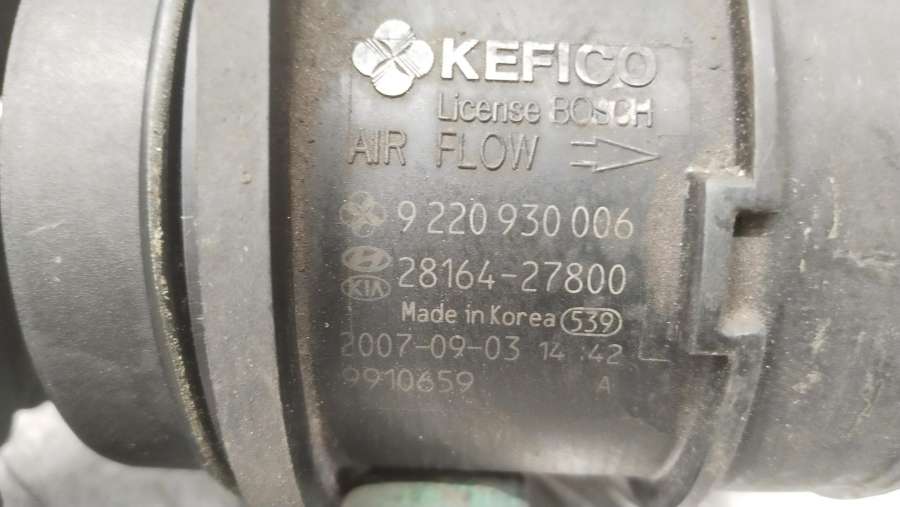 KEFICO
License BOSCH
AIR FLOW
9 220 930 006
28164-27800
KIA
Made in Korea 539
2007-09-03 14:42
9910659 A